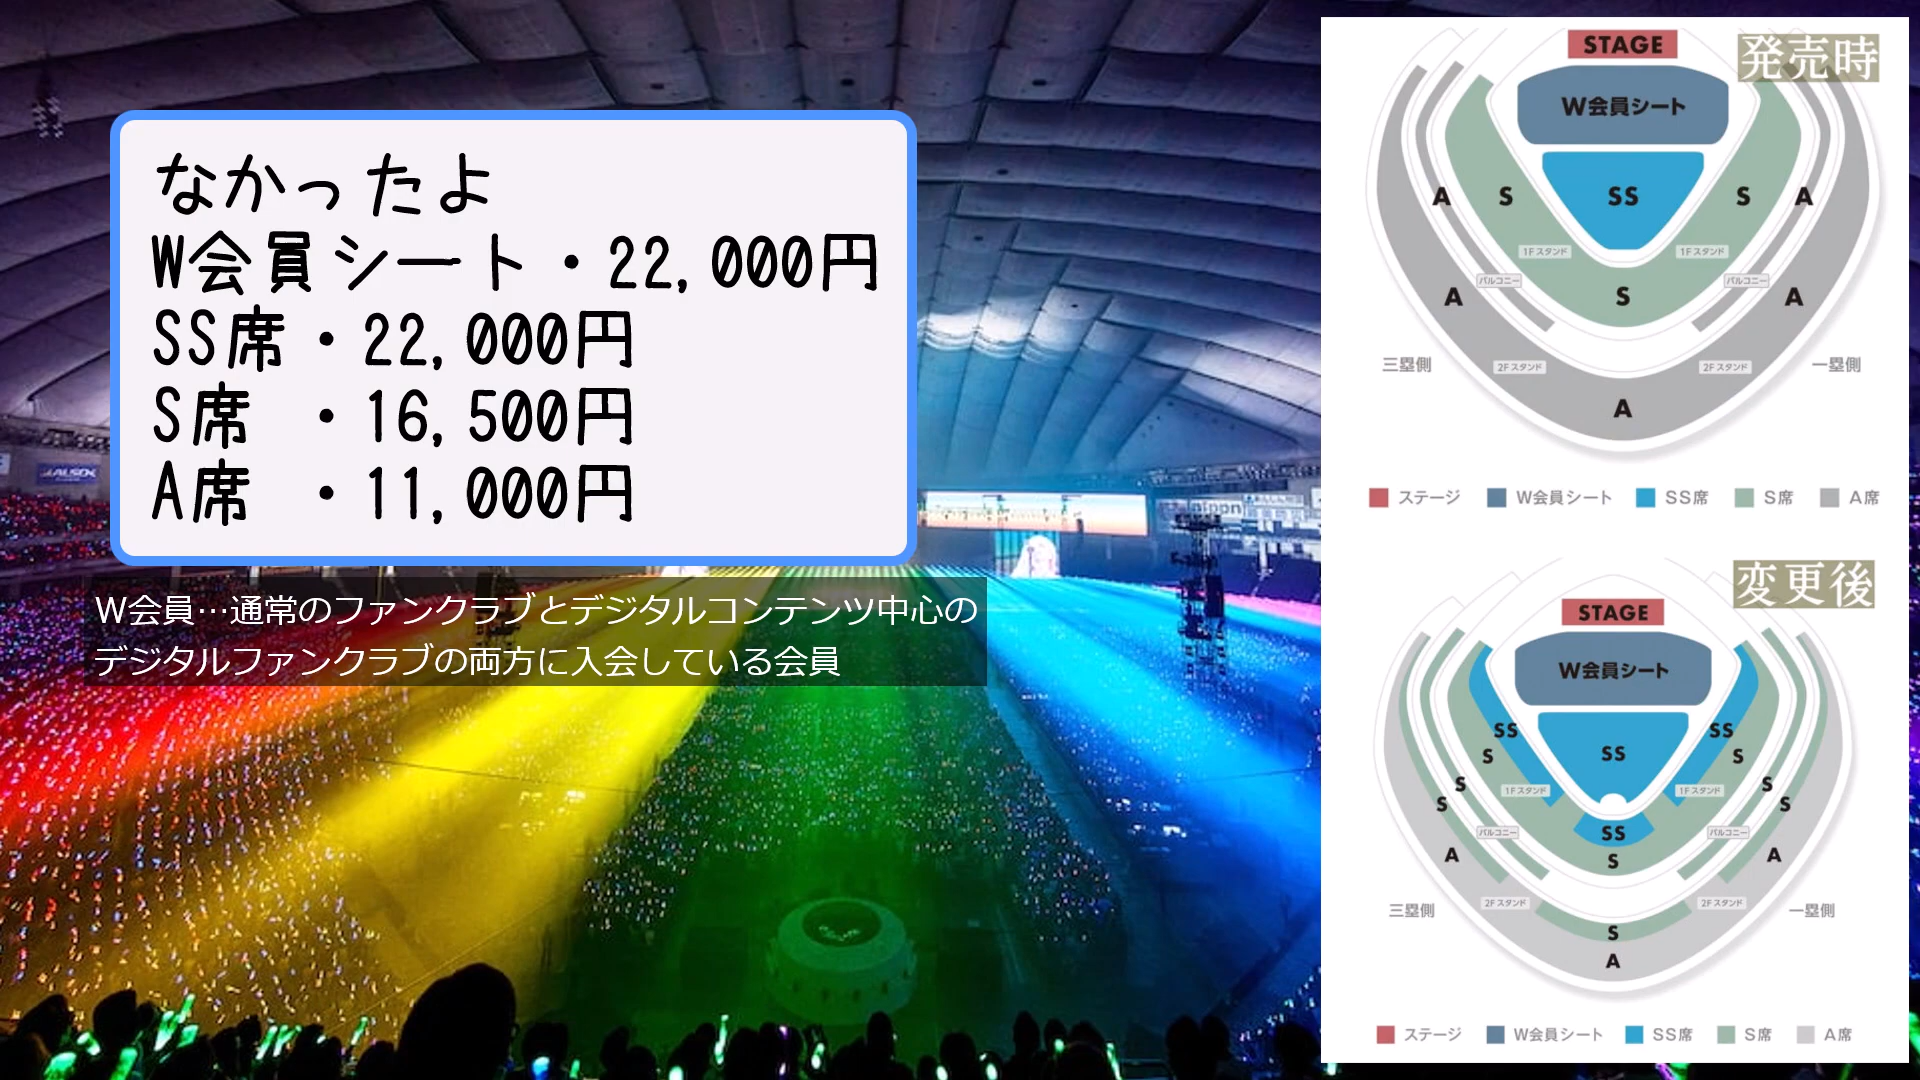 なかったよ
W会員シート・22,000円
SS席・22,000円
S席 ・16,500円
A席 ・11,000円
W会員…通常のファンクラブとデジタルコンテンツ中心の
デジタルファンクラブの両方に入会している会員
発売時
STAGE
W会員シート
A S SS S A
1Fスタンド 1Fスタンド
バルコニー バルコニー
A S A
三塁側 2Fスタンド 2Fスタンド 一塁側
A
ステージ W会員シート SS席 S席 A席
変更後
STAGE
W会員シート
SS SS SS
S S
S S
1Fスタンド 1Fスタンド
S S
バルコニー SS バルコニー
A S A
三塁側 2Fスタンド 2Fスタンド 一塁側
S
A
ステージ W会員シート SS席 S席 A席